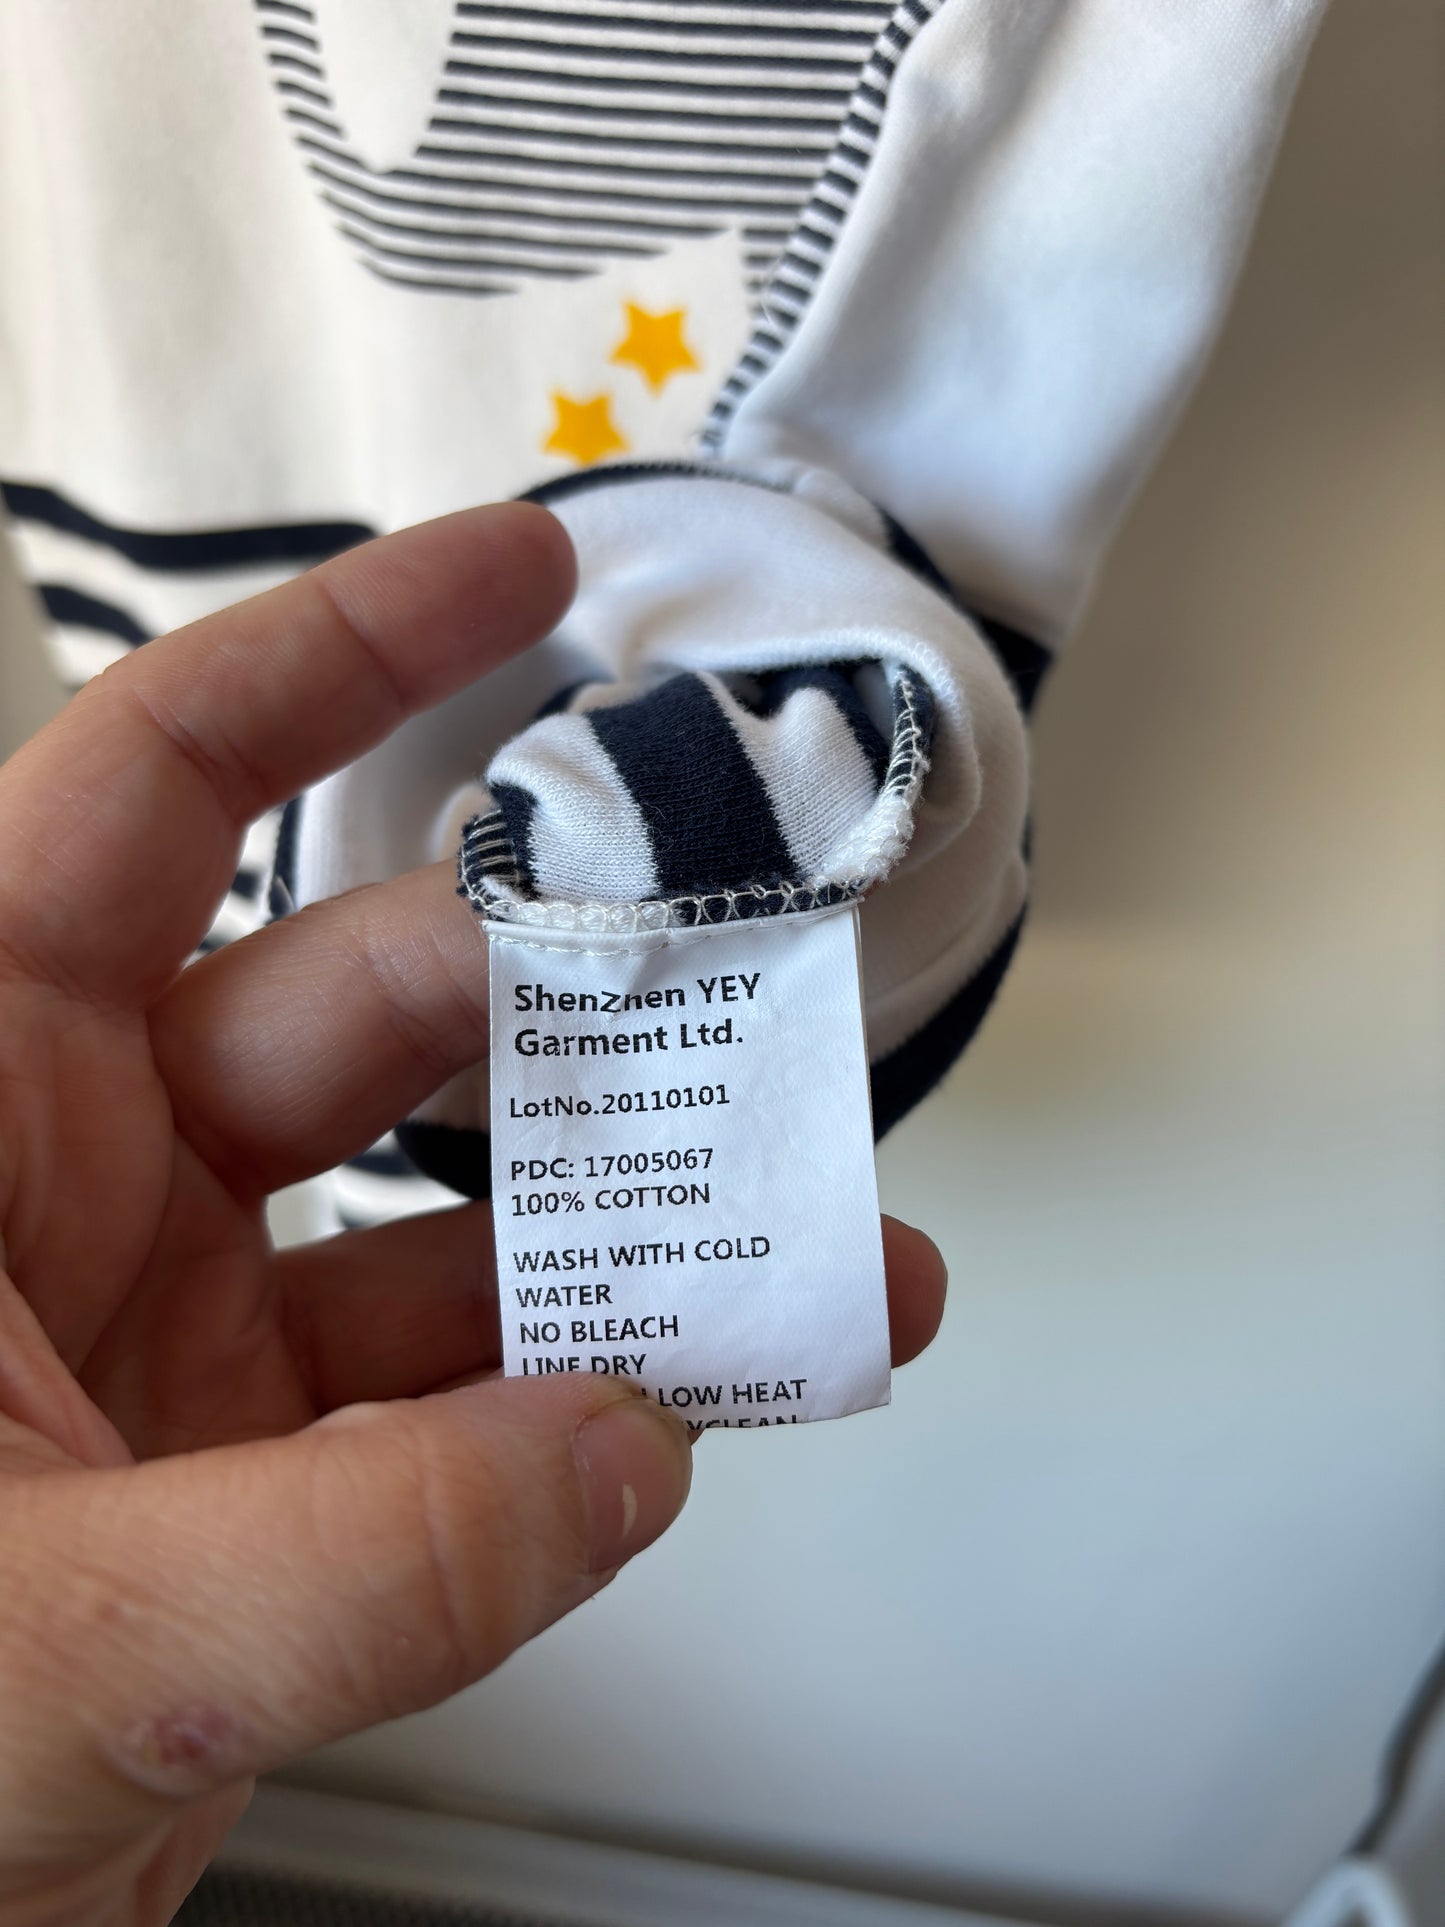 Shenzhen YEY
Garment Ltd.
LotNo.20110101
PDC: 17005067
100% COTTON
WASH WITH COLD
WATER
NO BLEACH
LINE DRY
LOW HEAT